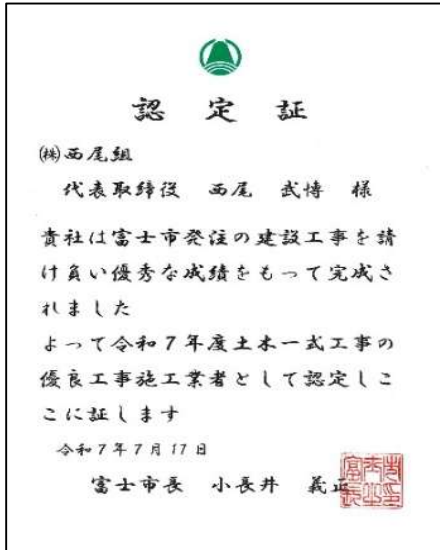 認定証
㈱西尾組
代表取締役 西尾 武博 様
貴社は富士市発注の建設工事を請
け負い優秀な成績をもって完成さ
れました
よって令和7年度土木一式工事の
優良工事施工業者として認定しこ
こに証します
令和7年7月17日
富士市長 小長井 義正